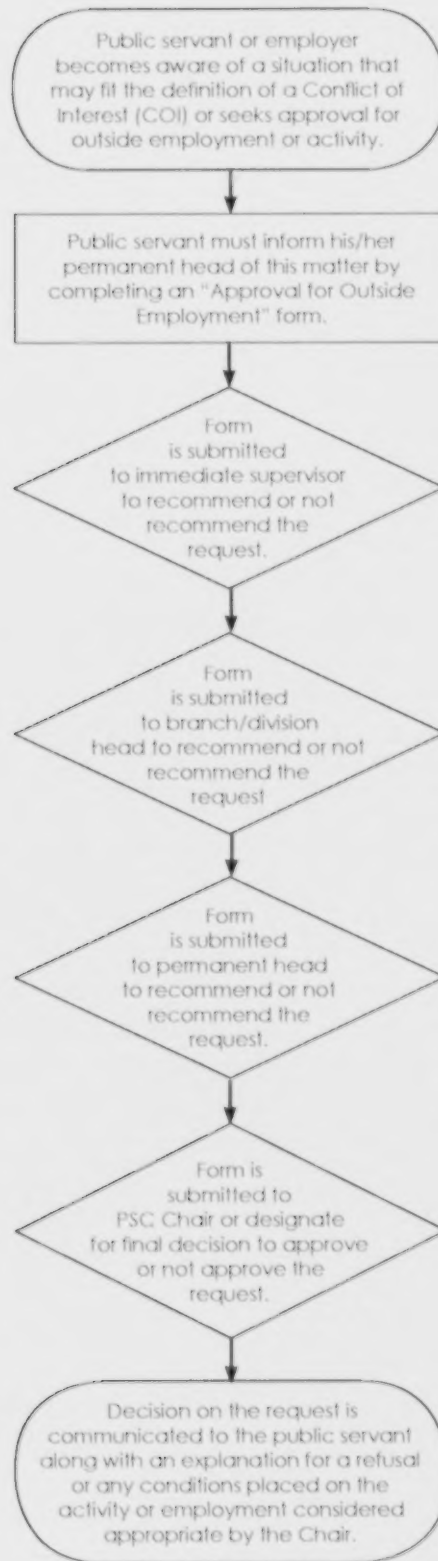 Public servant or employer
becomes aware of a situation that
may fit the definition of a Conflict of
Interest (COI) or seeks approval for
outside employment or activity.
Public servant must inform his/her
permanent head of this matter by
completing an "Approval for Outside
Employment" form.
Form
is submitted
to immediate supervisor
to recommend or not
recommend the
request.
Form
is submitted
to branch/division
head to recommend or not
recommend the
request
Form
is submitted
to permanent head
to recommend or not
recommend the
request.
Form is
submitted to
PSC Chair or designate
for final decision to approve
or not approve the
request.
Decision on the request is
communicated to the public servant
along with an explanation for a refusal
or any conditions placed on the
activity or employment considered
appropriate by the Chair.